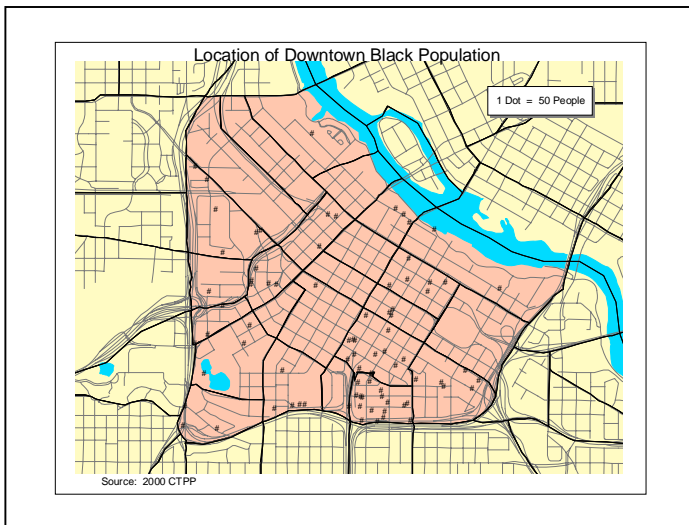 Location of Downtown Black Population
1 Dot = 50 People
Source: 2000 CTPP